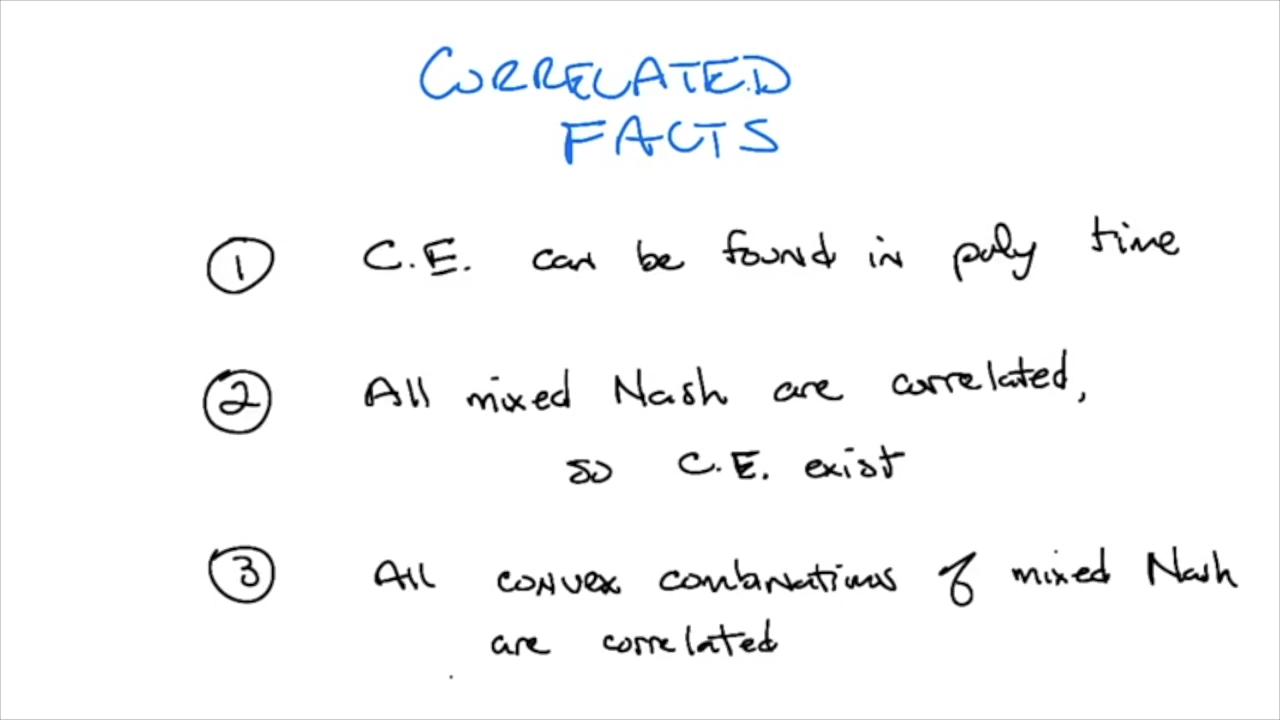 CORRELATED
FACTS
1 C.E. can be found in poly time
2 All mixed Nash are correlated,
so C.E. exist
3 All convex combinations of mixed Nash
are correlated